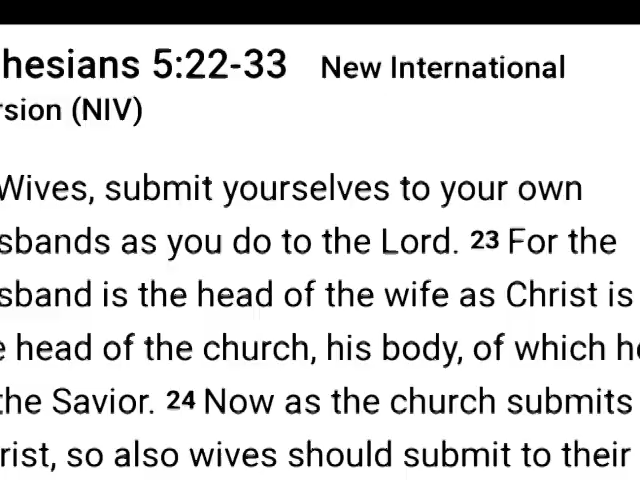 hesians 5:22-33 New International
rsion (NIV)
Wives, submit yourselves to your own
sbands as you do to the Lord. 23 For the
sband is the head of the wife as Christ is
e head of the church, his body, of which h
the Savior. 24 Now as the church submits
rist, so also wives should submit to their